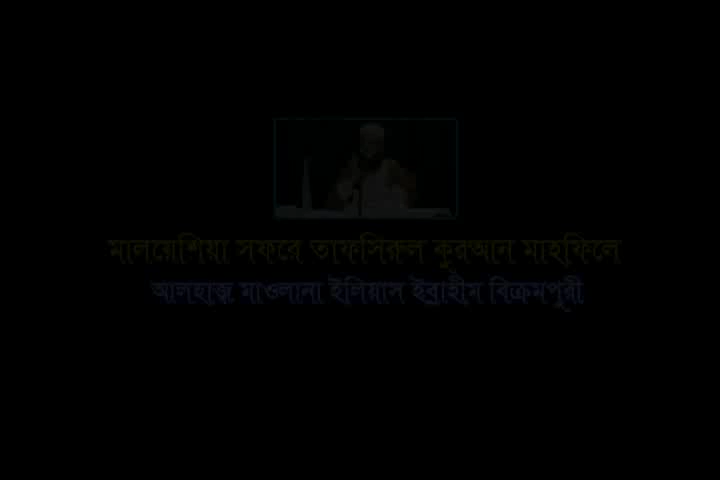 মালয়েশিয়া সফরে তাফসিরুল কুরআন মাহফিলে
আলহাজ্ব মাওলানা ইলিয়াস ইব্রাহীম বিক্রমপুরী